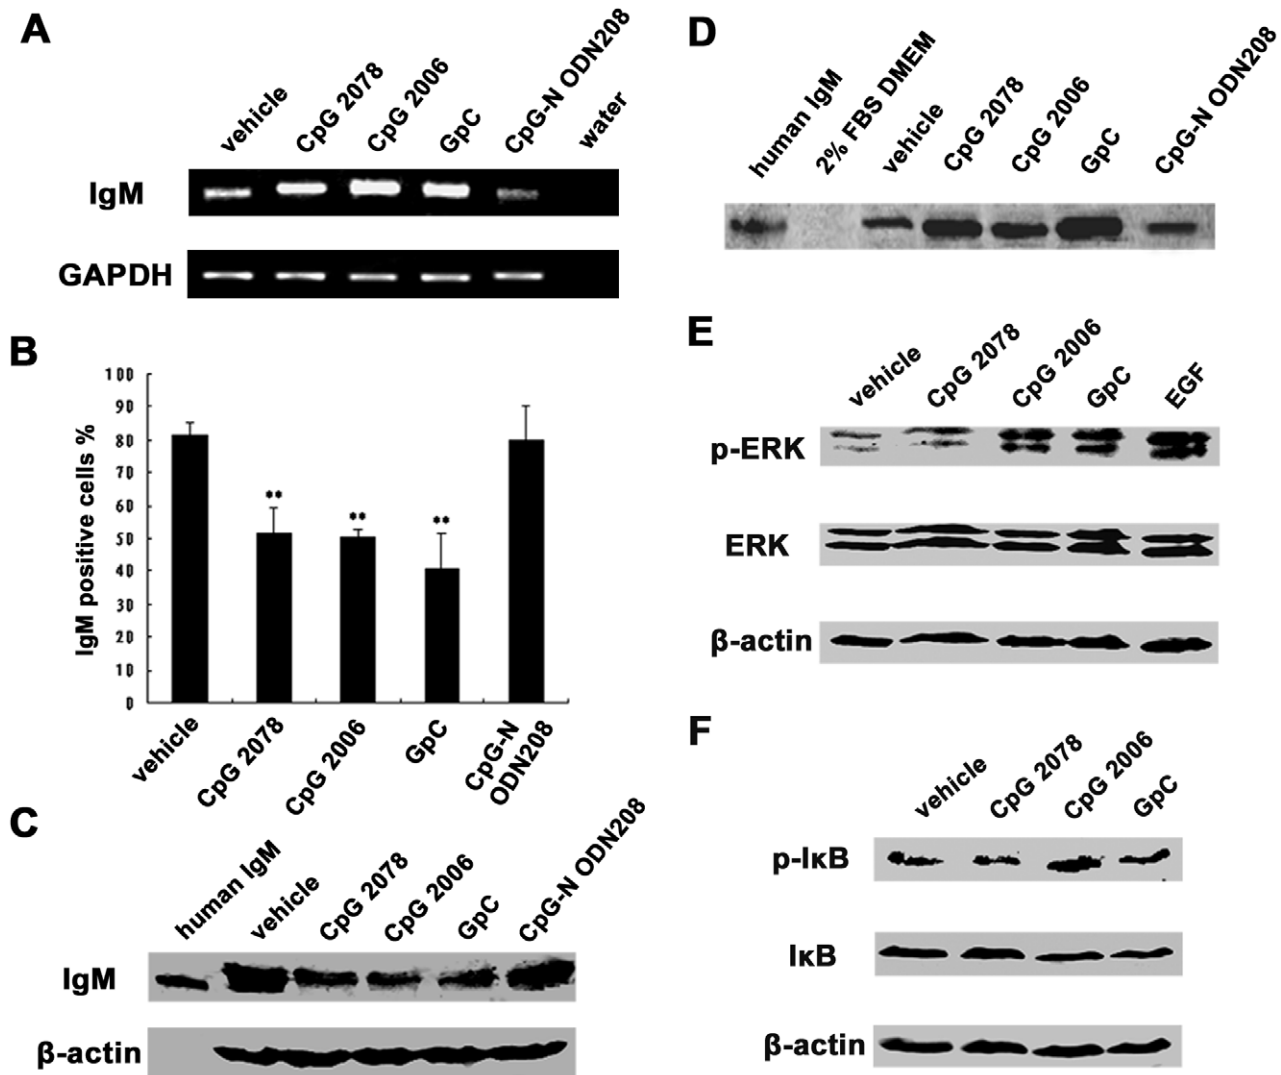 A
vehicle
CpG 2078
CpG 2006
GpC
CpG-N ODN208
water
IgM
GAPDH
B
IgM positive cells %
100
90
80
70
60
50
40
30
20
10
0
**
**
**
vehicle
CpG 2078
CpG 2006
GpC
CpG-N
ODN208
C
human IgM
vehicle
CpG 2078
CpG 2006
GpC
CpG-N ODN208
IgM
β-actin
D
human IgM
2% FBS DMEM
vehicle
CpG 2078
CpG 2006
GpC
CpG-N ODN208
E
vehicle
CpG 2078
CpG 2006
GpC
EGF
p-ERK
ERK
β-actin
F
vehicle
CpG 2078
CpG 2006
GpC
p-IκB
IκB
β-actin